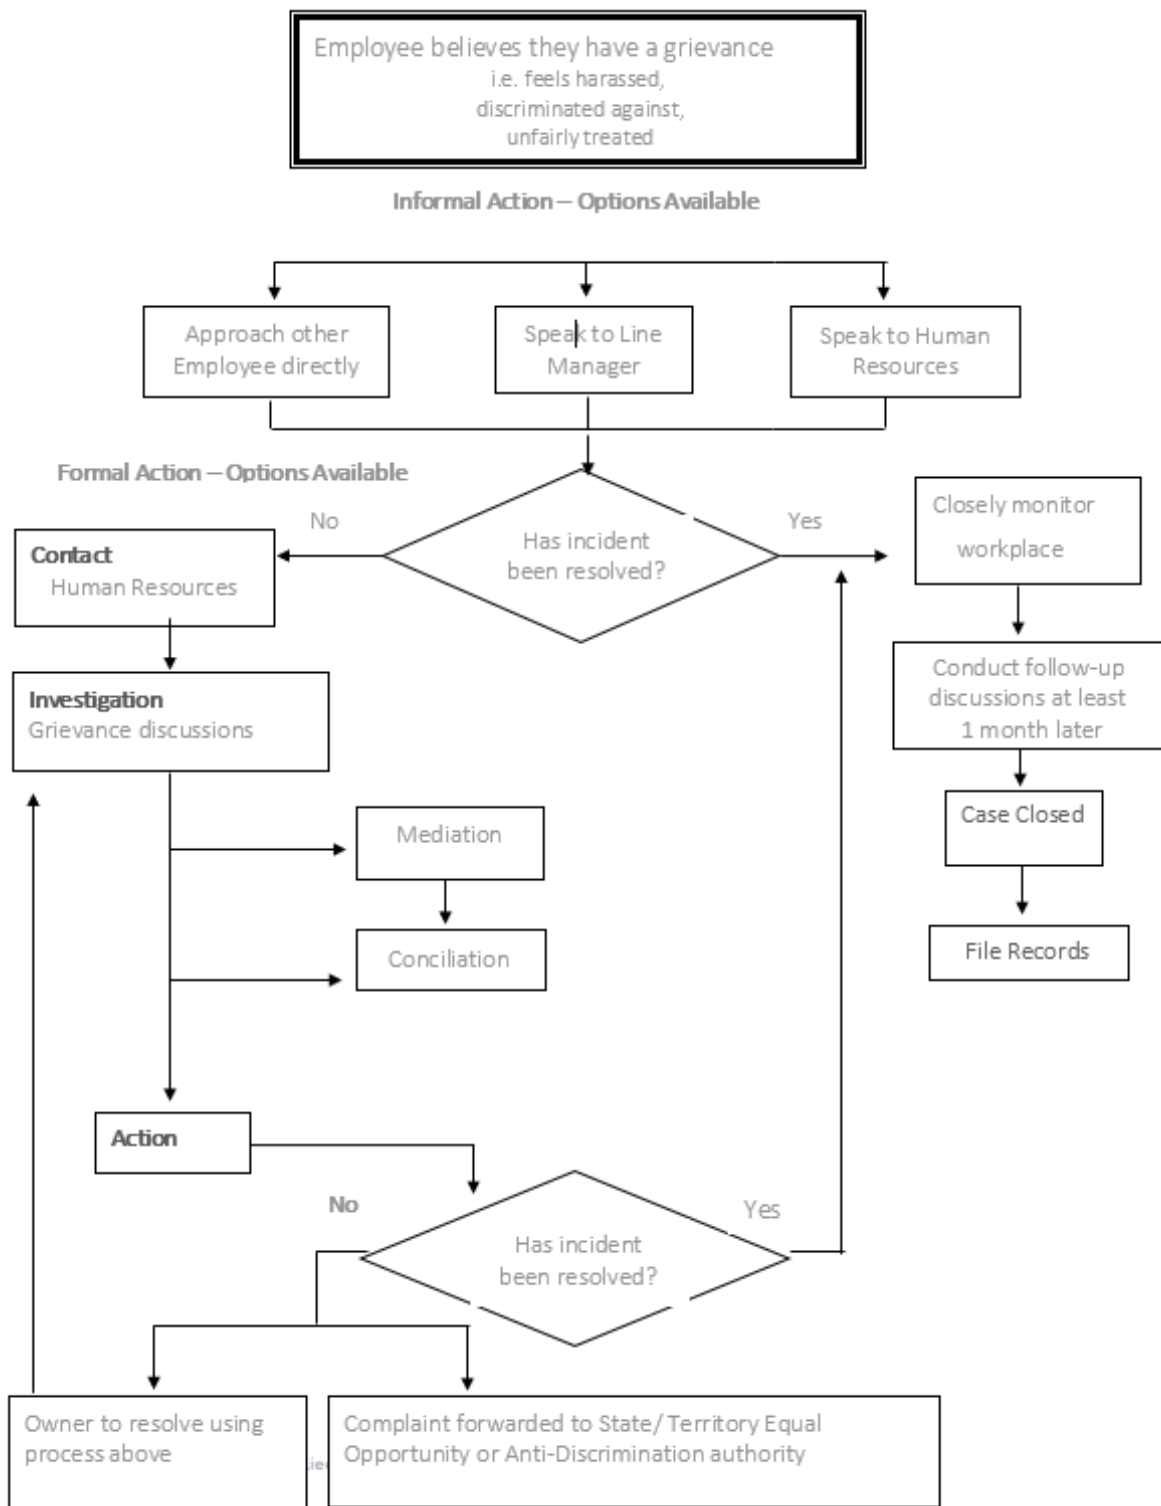 Employee believes they have a grievance
i.e. feels harassed,
discriminated against,
unfairly treated
Informal Action – Options Available
Approach other
Employee directly
Speak to Line
Manager
Speak to Human
Resources
Formal Action – Options Available
No
Has incident
been resolved?
Yes
Closely monitor
workplace
Contact
Human Resources
Conduct follow-up
discussions at least
1 month later
Investigation
Grievance discussions
Mediation
Case Closed
Conciliation
File Records
Action
No
Has incident
been resolved?
Yes
Owner to resolve using
process above
Complaint forwarded to State/ Territory Equal
Opportunity or Anti-Discrimination authority